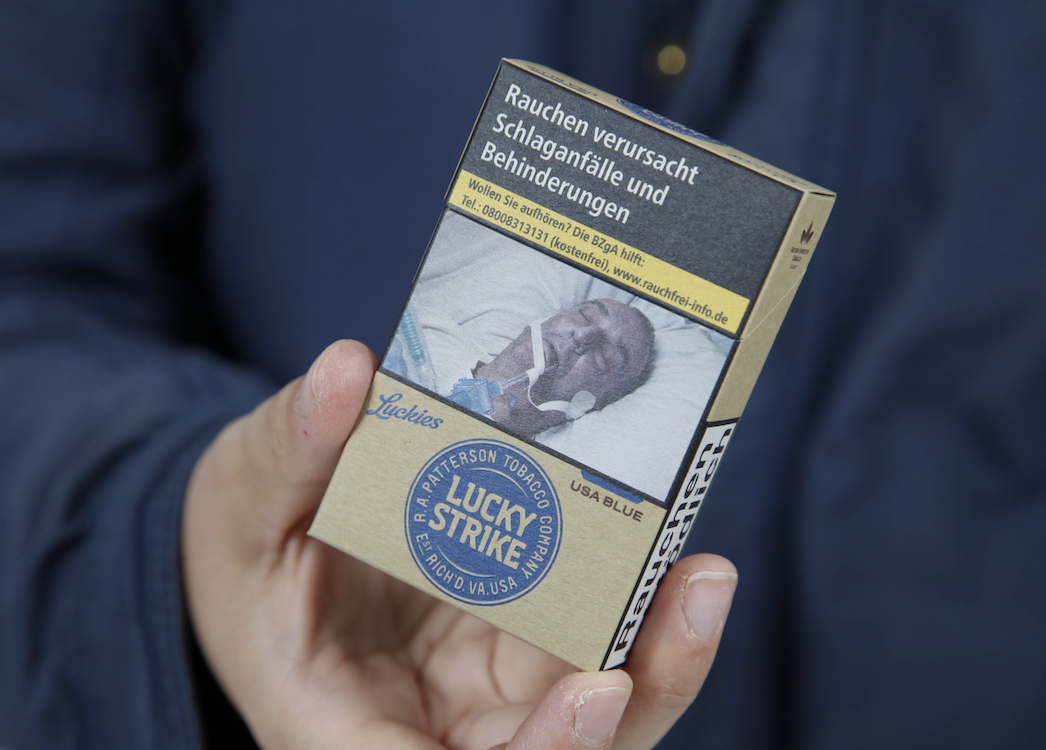 Rauchen verursacht
Schlaganfälle und
Behinderungen
Wollen Sie aufhören? Die BZgA hilft:
Tel.: 08008313131 (kostenfrei), www.rauchfrei-info.de
Luckies
R.A. PATTERSON TOBACCO COMPANY
LUCKY
STRIKE
EST RICH'D. VA. USA
USA BLUE
Rauchen